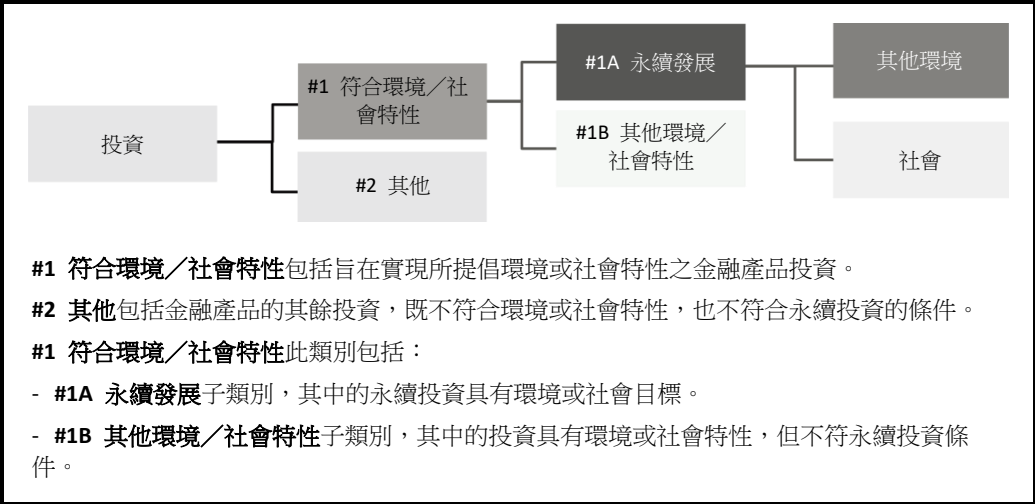 投資
#1 符合環境／社
會特性
#2 其他
#1A 永續發展
#1B 其他環境／
社會特性
其他環境
社會
#1 符合環境／社會特性包括旨在實現所提倡環境或社會特性之金融產品投資。
#2 其他包括金融產品的其餘投資，既不符合環境或社會特性，也不符合永續投資的條件。
#1 符合環境／社會特性此類別包括：
- #1A 永續發展子類別，其中的永續投資具有環境或社會目標。
- #1B 其他環境／社會特性子類別，其中的投資具有環境或社會特性，但不符永續投資條
件。